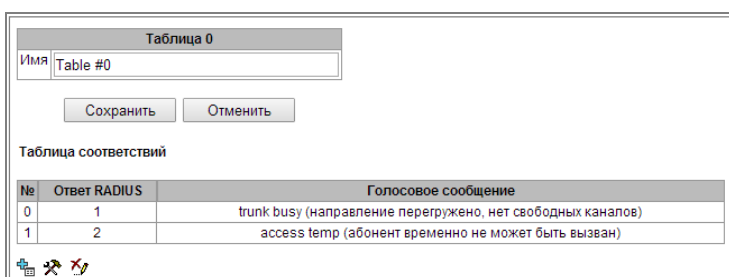 Таблица 0
Имя Table #0
Сохранить Отменить
Таблица соответствий
№ Ответ RADIUS Голосовое сообщение
0 1 trunk busy (направление перегружено, нет свободных каналов)
1 2 access temp (абонент временно не может быть вызван)